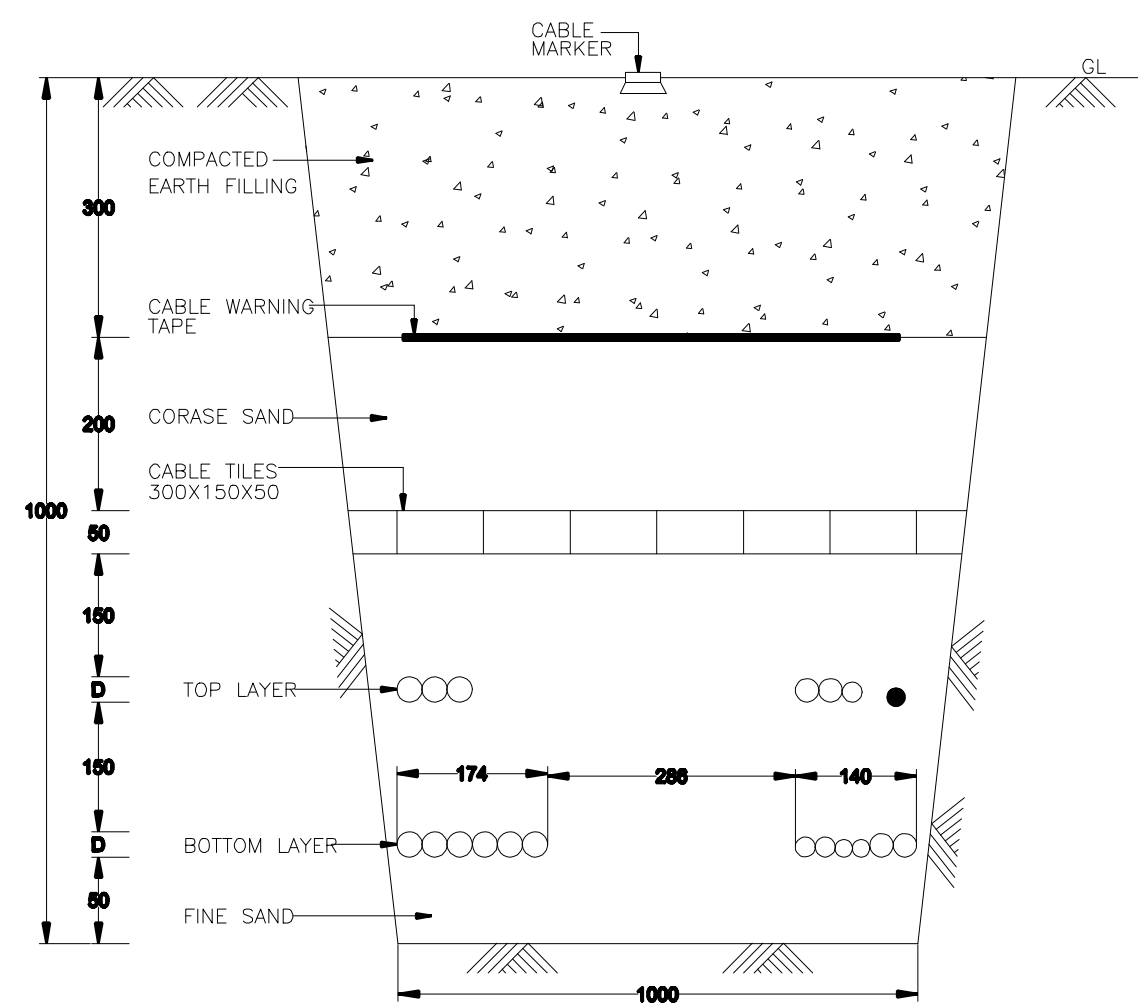 CABLE
MARKER
GL
COMPACTED
EARTH FILLING
300
CABLE WARNING
TAPE
200
CORASE SAND
CABLE TILES
300X150X50
1000
50
150
D
TOP LAYER
150
174
286
140
D
BOTTOM LAYER
50
FINE SAND
1000